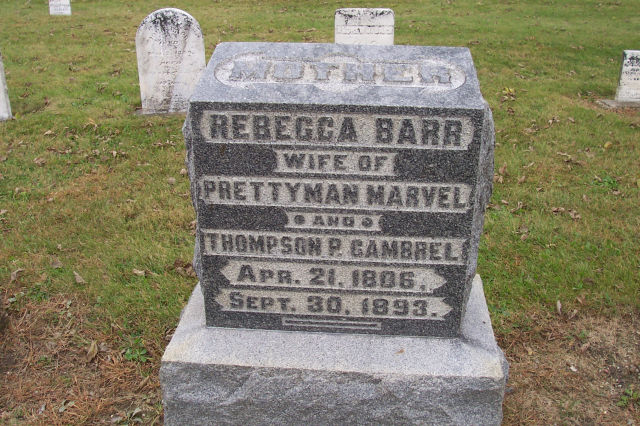 MOTHER
REBECCA BARR
WIFE OF
PRETTYMAN MARVEL
AND
THOMPSON P. GAMBREL
APR. 21. 1806.
SEPT. 30. 1893.